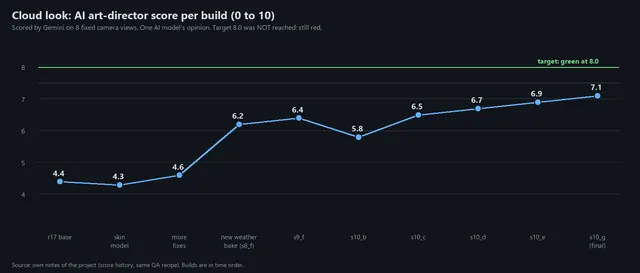 Cloud look: AI art-director score per build (0 to 10)
Scored by Gemini on 8 fixed camera views. One AI model's opinion. Target 8.0 was NOT reached: still red.
target: green at 8.0
8
7
6
5
4
4.4
4.3
4.6
6.2
6.4
5.8
6.5
6.7
6.9
7.1
r17 base
skin
model
more
fixes
new weather
bake (s8_f)
s9_f
s10_b
s10_c
s10_d
s10_e
s10_g
(final)
Source: own notes of the project (score history, same QA recipe). Builds are in time order.